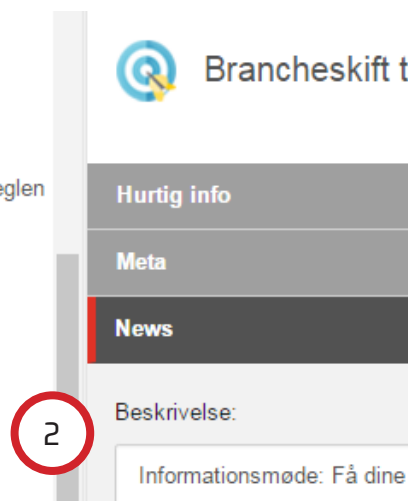 Brancheskift t
eglen
Hurtig info
Meta
News
Beskrivelse:
2
Informationsmøde: Få dine